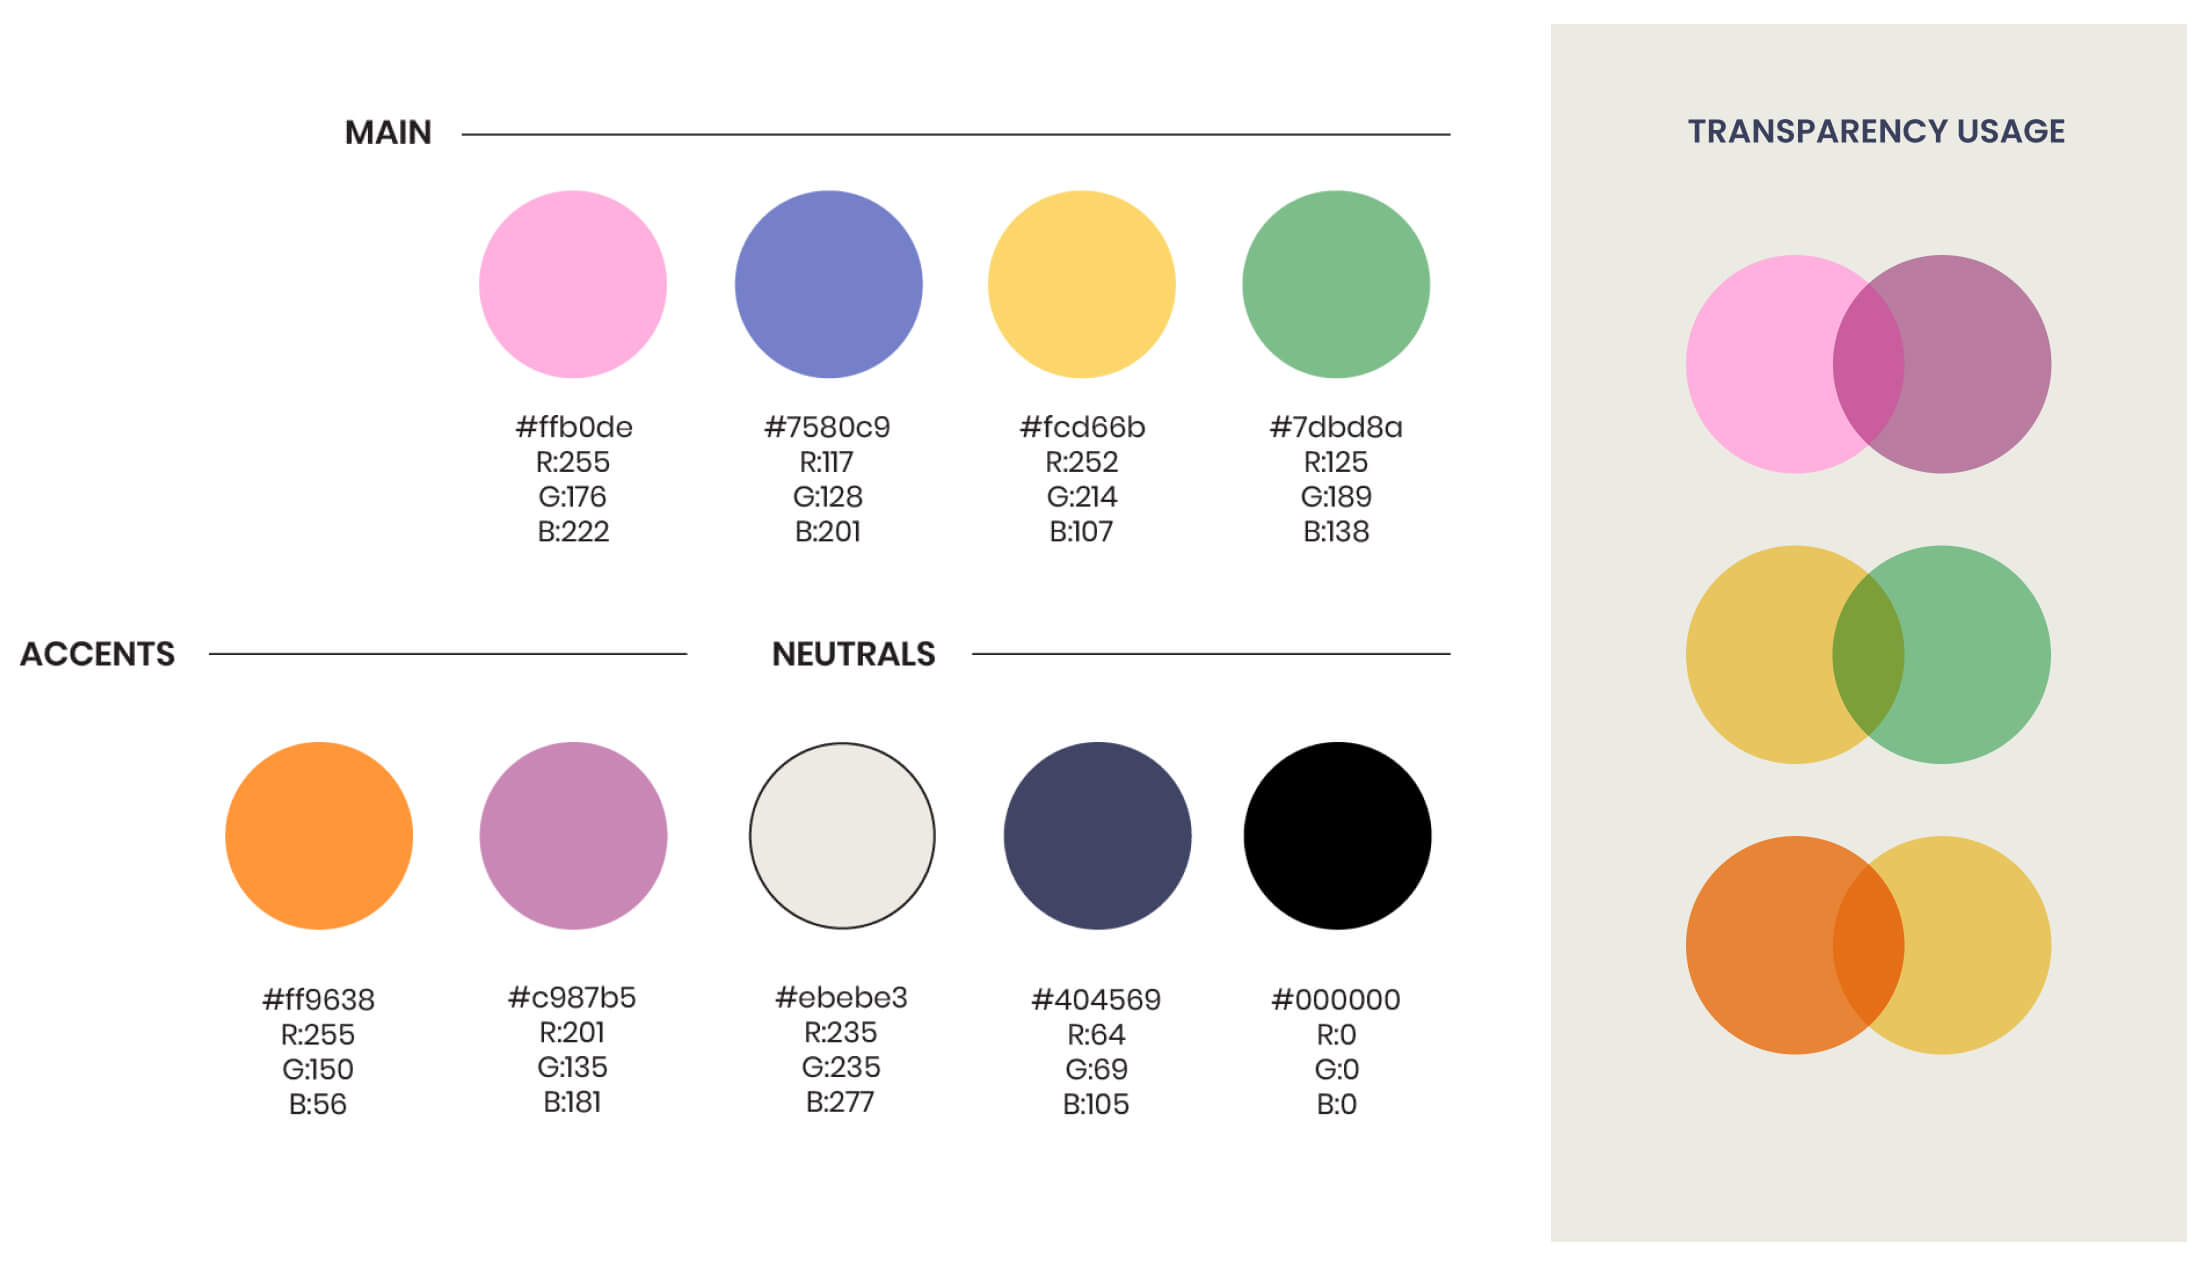 MAIN
#ffb0de
R:255
G:176
B:222
#7580c9
R:117
G:128
B:201
#fcd66b
R:252
G:214
B:107
#7dbd8a
R:125
G:189
B:138
ACCENTS
#ff9638
R:255
G:150
B:56
#c987b5
R:201
G:135
B:181
NEUTRALS
#ebebe3
R:235
G:235
B:277
#404569
R:64
G:69
B:105
#000000
R:0
G:0
B:0
TRANSPARENCY USAGE